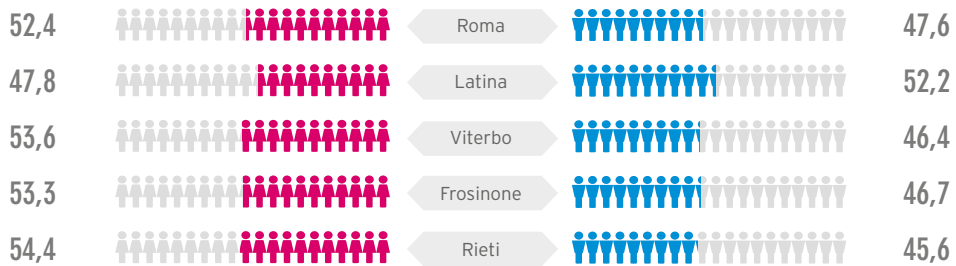 52,4 Roma 47,6
47,8 Latina 52,2
53,6 Viterbo 46,4
53,3 Frosinone 46,7
54,4 Rieti 45,6